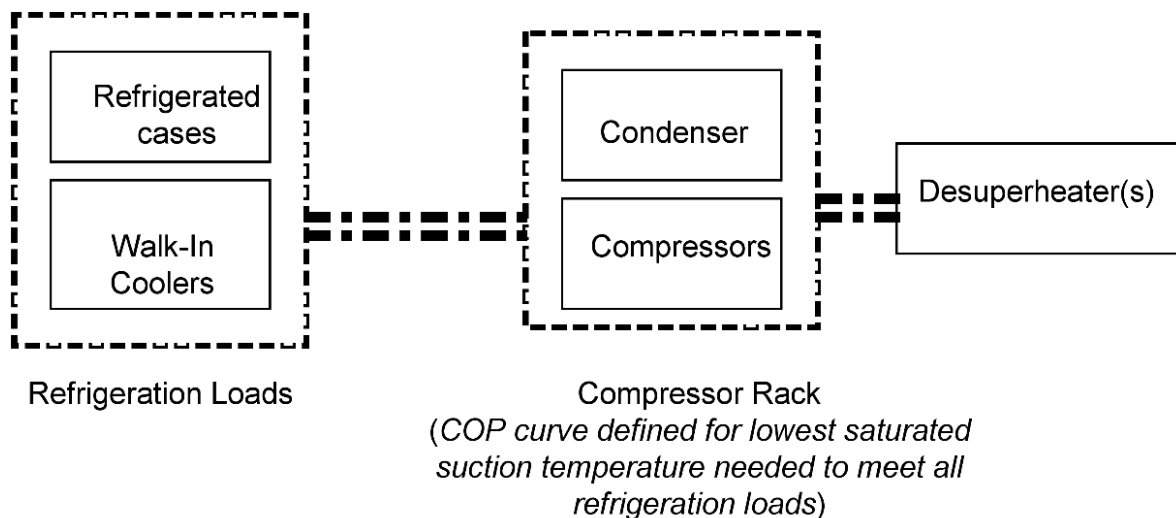 Refrigerated
cases
Walk-In
Coolers
Refrigeration Loads
Condenser
Compressors
Compressor Rack
(COP curve defined for lowest saturated
suction temperature needed to meet all
refrigeration loads)
Desuperheater(s)